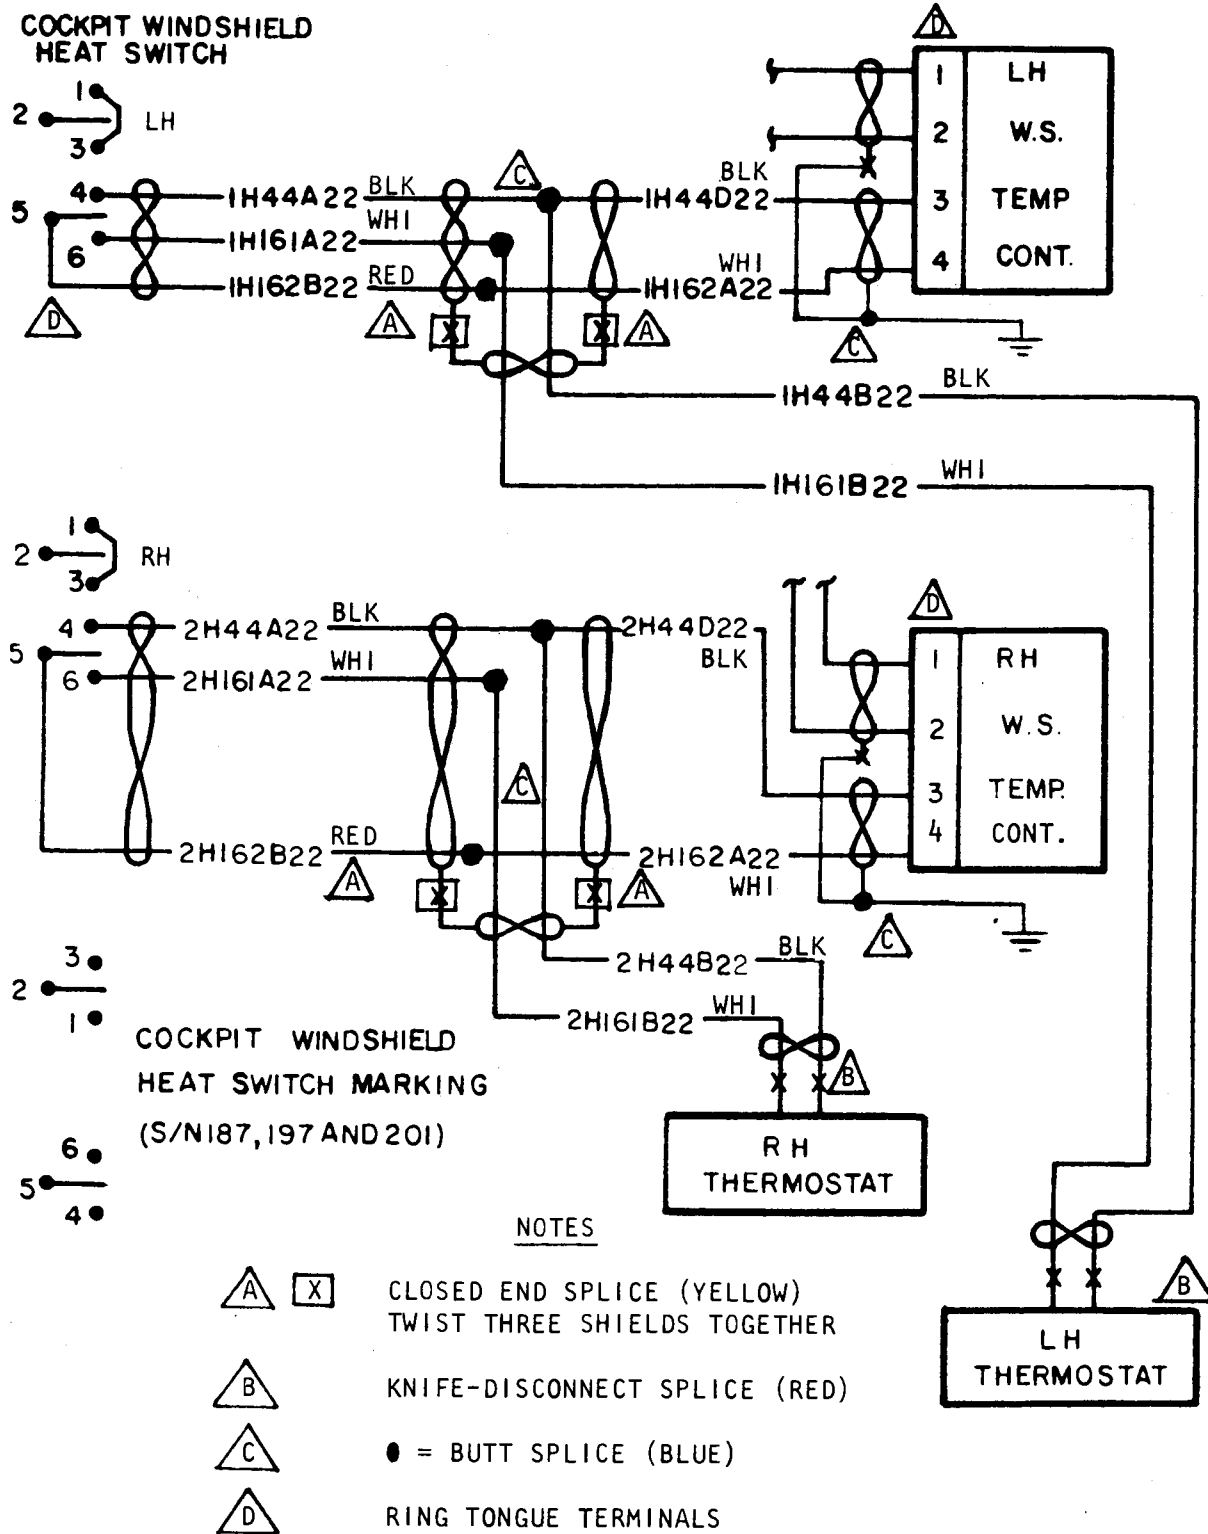 COCKPIT WINDSHIELD
HEAT SWITCH
1
2
3
LH
4
5
6
D
1H44A22
BLK
1H161A22
WHI
1H162B22
RED
A
X
C
X
A
1H44D22
BLK
1H162A22
WHI
D
1 LH
2 W.S.
3 TEMP
4 CONT.
C
1H44B22
BLK
1H161B22
WHI
1
2
3
RH
4
5
6
2H44A22
BLK
2H161A22
WHI
2H162B22
RED
A
X
C
X
A
2H44D22
BLK
2H162A22
WHI
D
1 RH
2 W.S.
3 TEMP.
4 CONT.
C
2H44B22
BLK
2H161B22
WHI
B
RH
THERMOSTAT
3
2
1
COCKPIT WINDSHIELD
HEAT SWITCH MARKING
(S/N187,197 AND 201)
6
5
4
B
LH
THERMOSTAT
NOTES
A X CLOSED END SPLICE (YELLOW)
TWIST THREE SHIELDS TOGETHER
B KNIFE-DISCONNECT SPLICE (RED)
C ● = BUTT SPLICE (BLUE)
D RING TONGUE TERMINALS